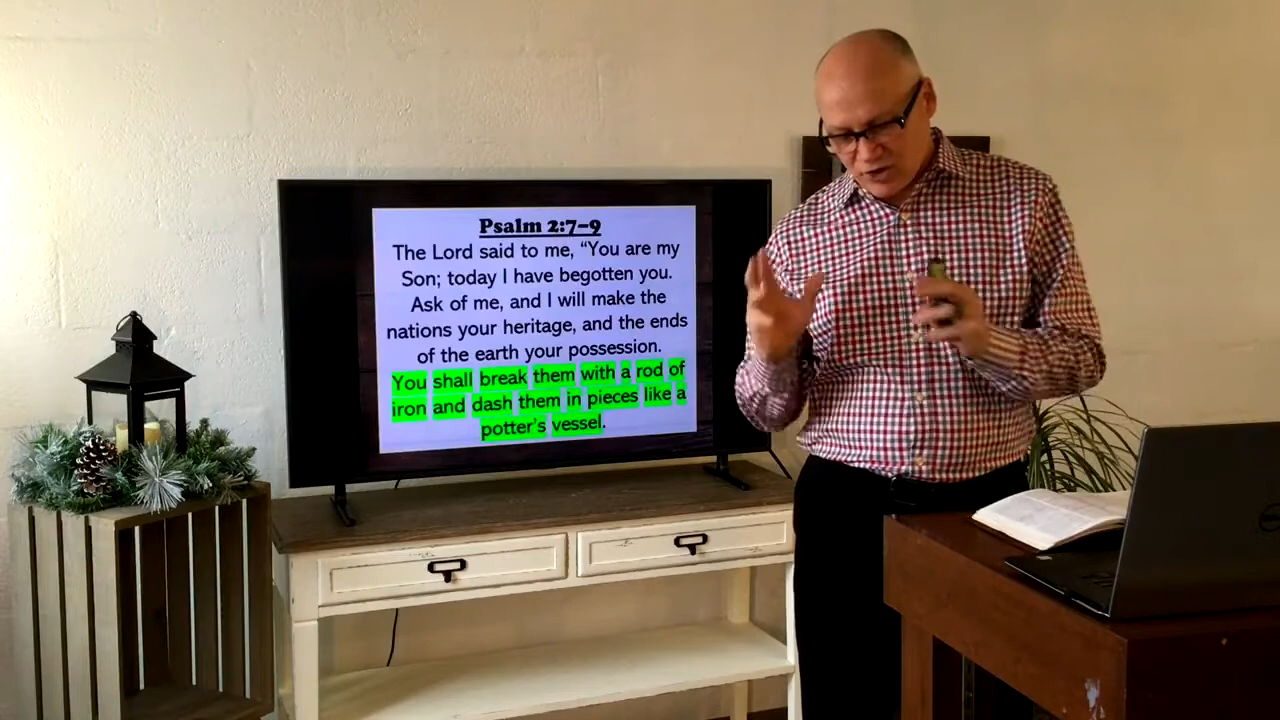 Psalm 2:7–9
The Lord said to me, “You are my
Son; today I have begotten you.
Ask of me, and I will make the
nations your heritage, and the ends
of the earth your possession.
You shall break them with a rod of
iron and dash them in pieces like a
potter’s vessel.